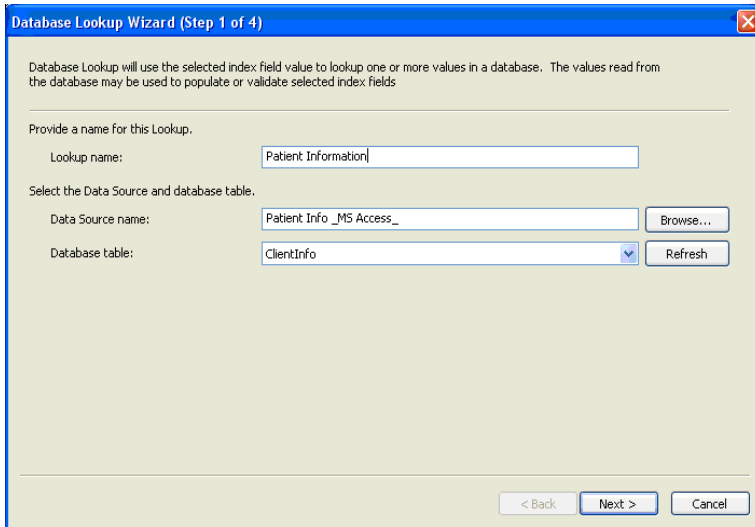 Database Lookup Wizard (Step 1 of 4)
Database Lookup will use the selected index field value to lookup one or more values in a database. The values read from
the database may be used to populate or validate selected index fields
Provide a name for this Lookup.
Lookup name: Patient Information
Select the Data Source and database table.
Data Source name: Patient Info _MS Access_ Browse...
Database table: ClientInfo Refresh
< Back Next > Cancel